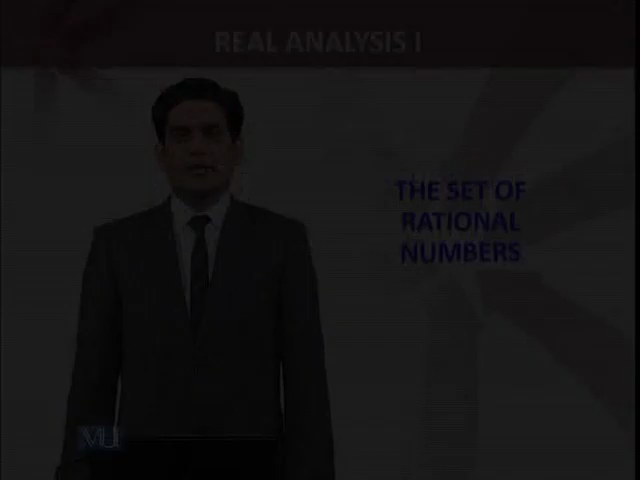 REAL ANALYSIS I
THE SET OF
RATIONAL
NUMBERS
VU